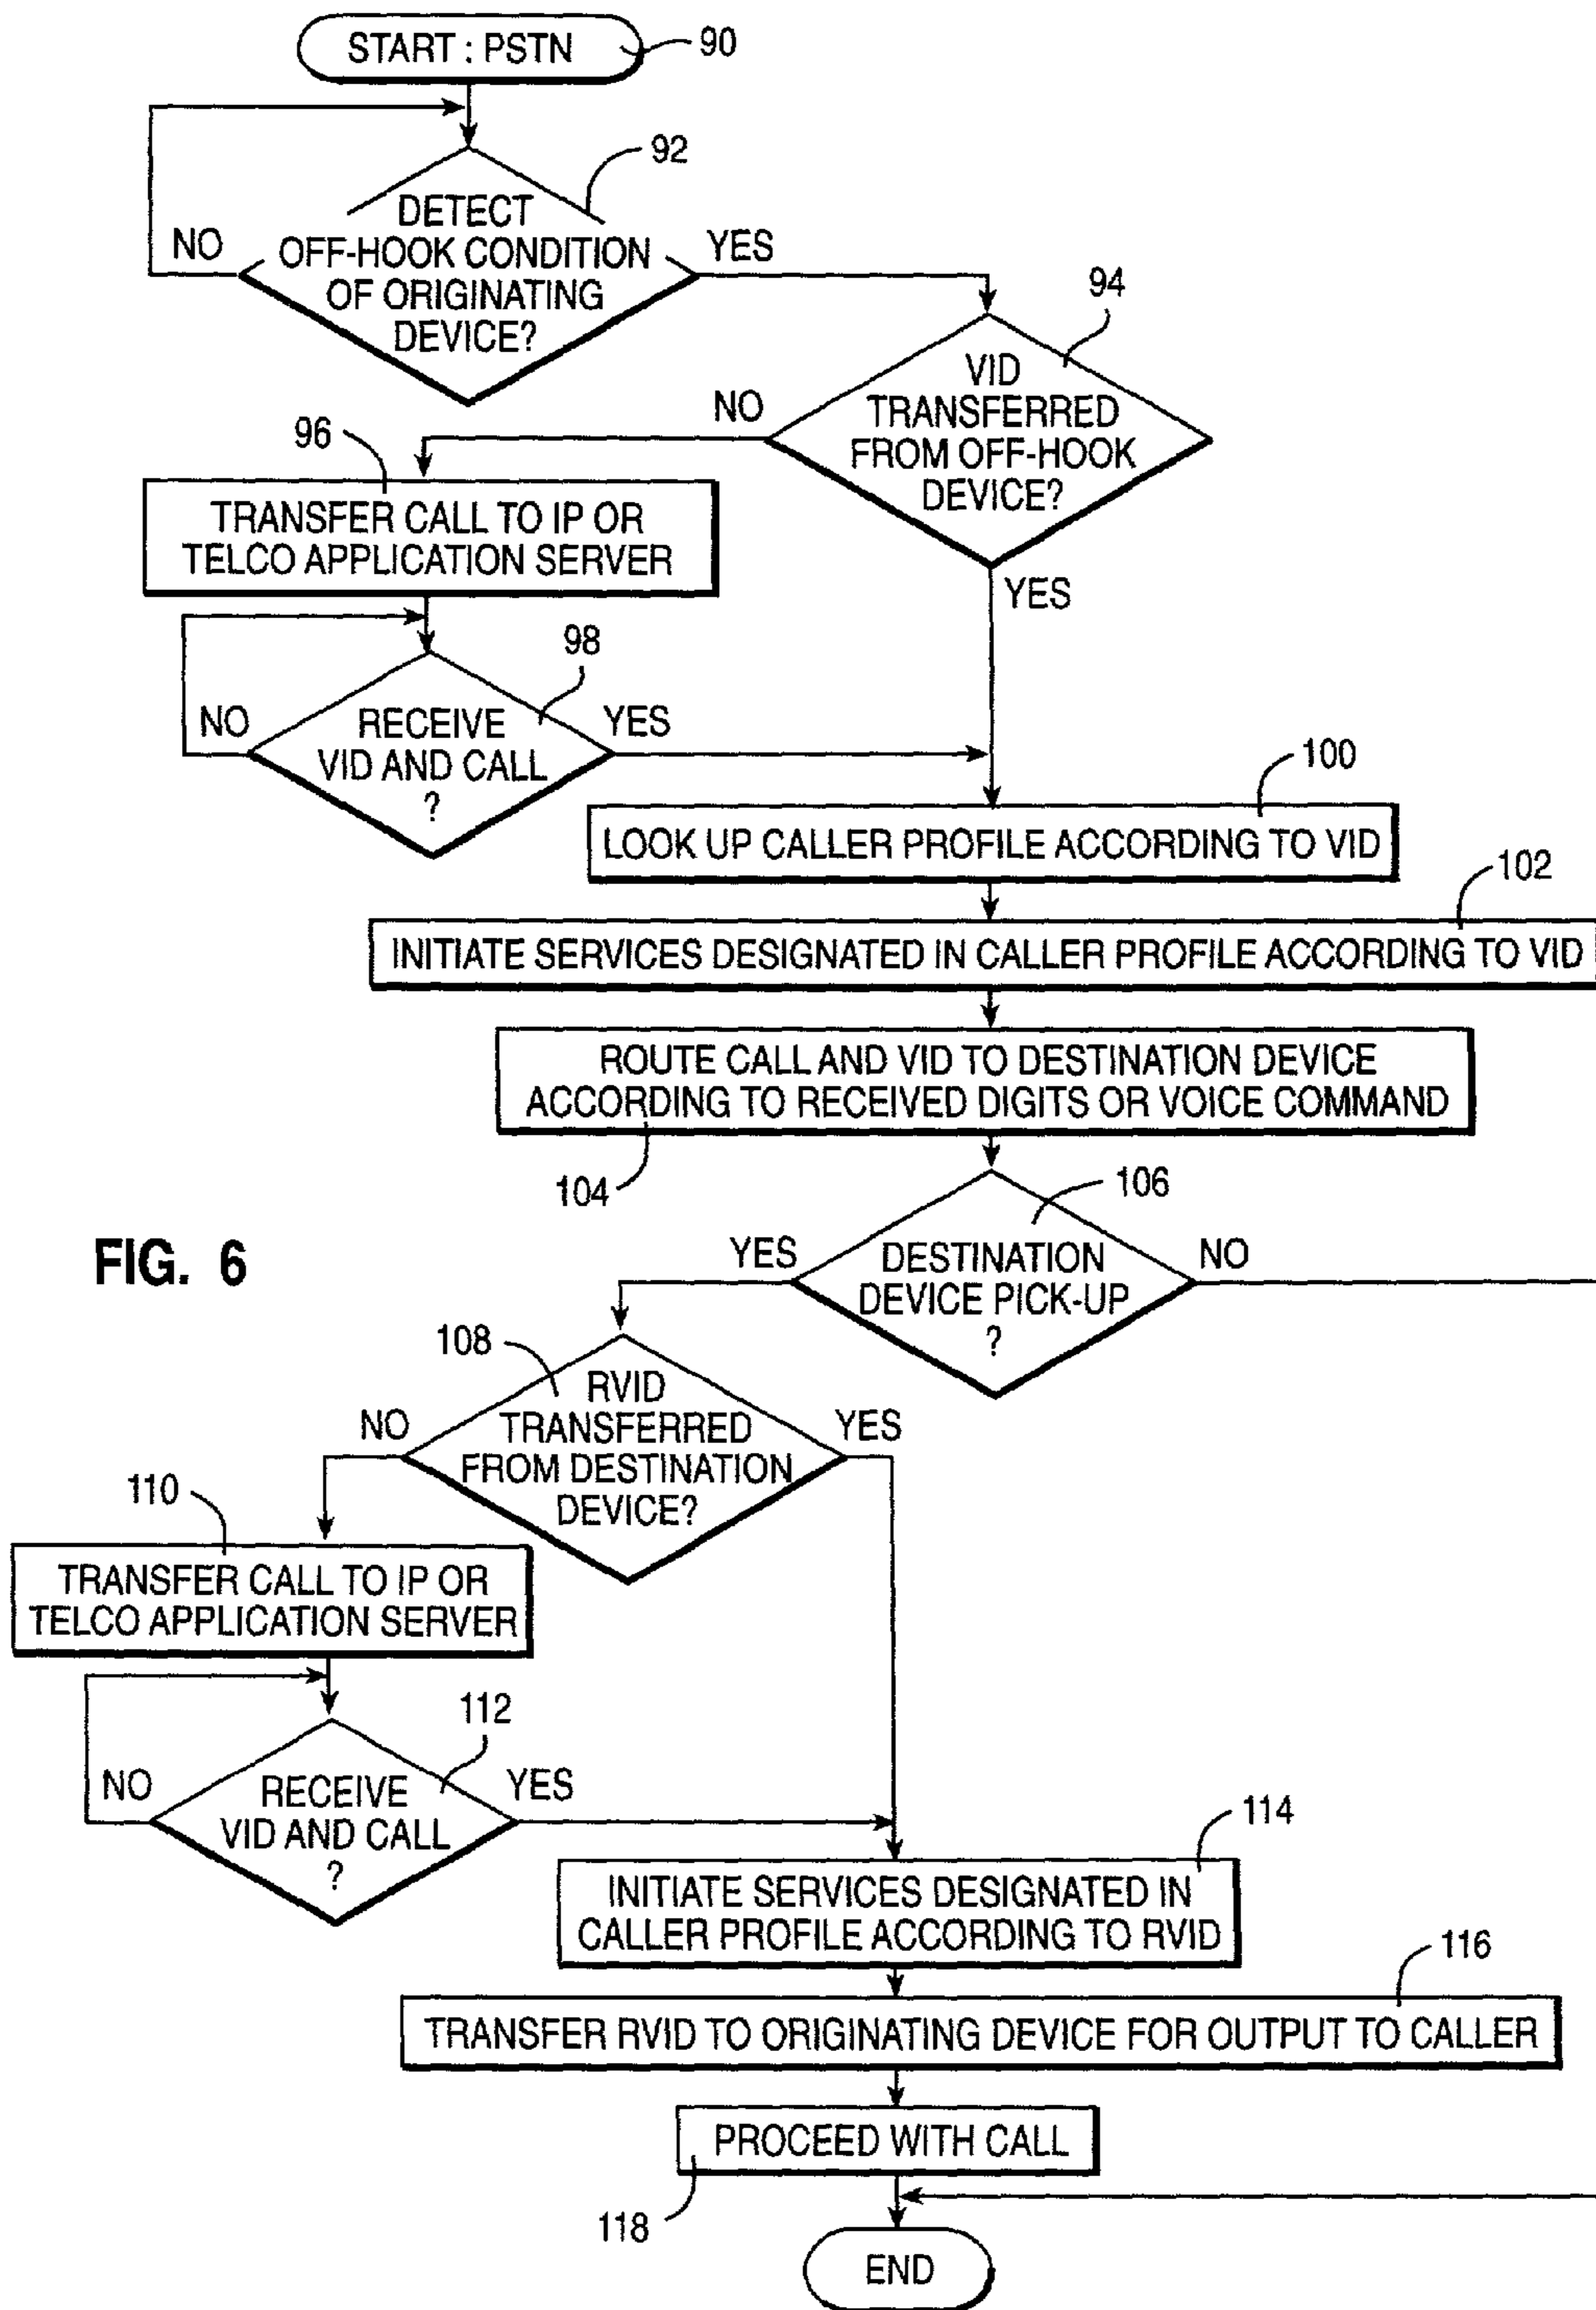 START : PSTN
90
92
DETECT
OFF-HOOK CONDITION
OF ORIGINATING
DEVICE?
NO
YES
94
VID
TRANSFERRED
FROM OFF-HOOK
DEVICE?
NO
YES
96
TRANSFER CALL TO IP OR
TELCO APPLICATION SERVER
98
RECEIVE
VID AND CALL
?
NO
YES
100
LOOK UP CALLER PROFILE ACCORDING TO VID
102
INITIATE SERVICES DESIGNATED IN CALLER PROFILE ACCORDING TO VID
ROUTE CALL AND VID TO DESTINATION DEVICE
ACCORDING TO RECEIVED DIGITS OR VOICE COMMAND
104
106
FIG. 6
DESTINATION
DEVICE PICK-UP
?
YES
NO
108
RVID
TRANSFERRED
FROM DESTINATION
DEVICE?
NO
YES
110
TRANSFER CALL TO IP OR
TELCO APPLICATION SERVER
112
RECEIVE
VID AND CALL
?
NO
YES
114
INITIATE SERVICES DESIGNATED IN
CALLER PROFILE ACCORDING TO RVID
116
TRANSFER RVID TO ORIGINATING DEVICE FOR OUTPUT TO CALLER
PROCEED WITH CALL
118
END